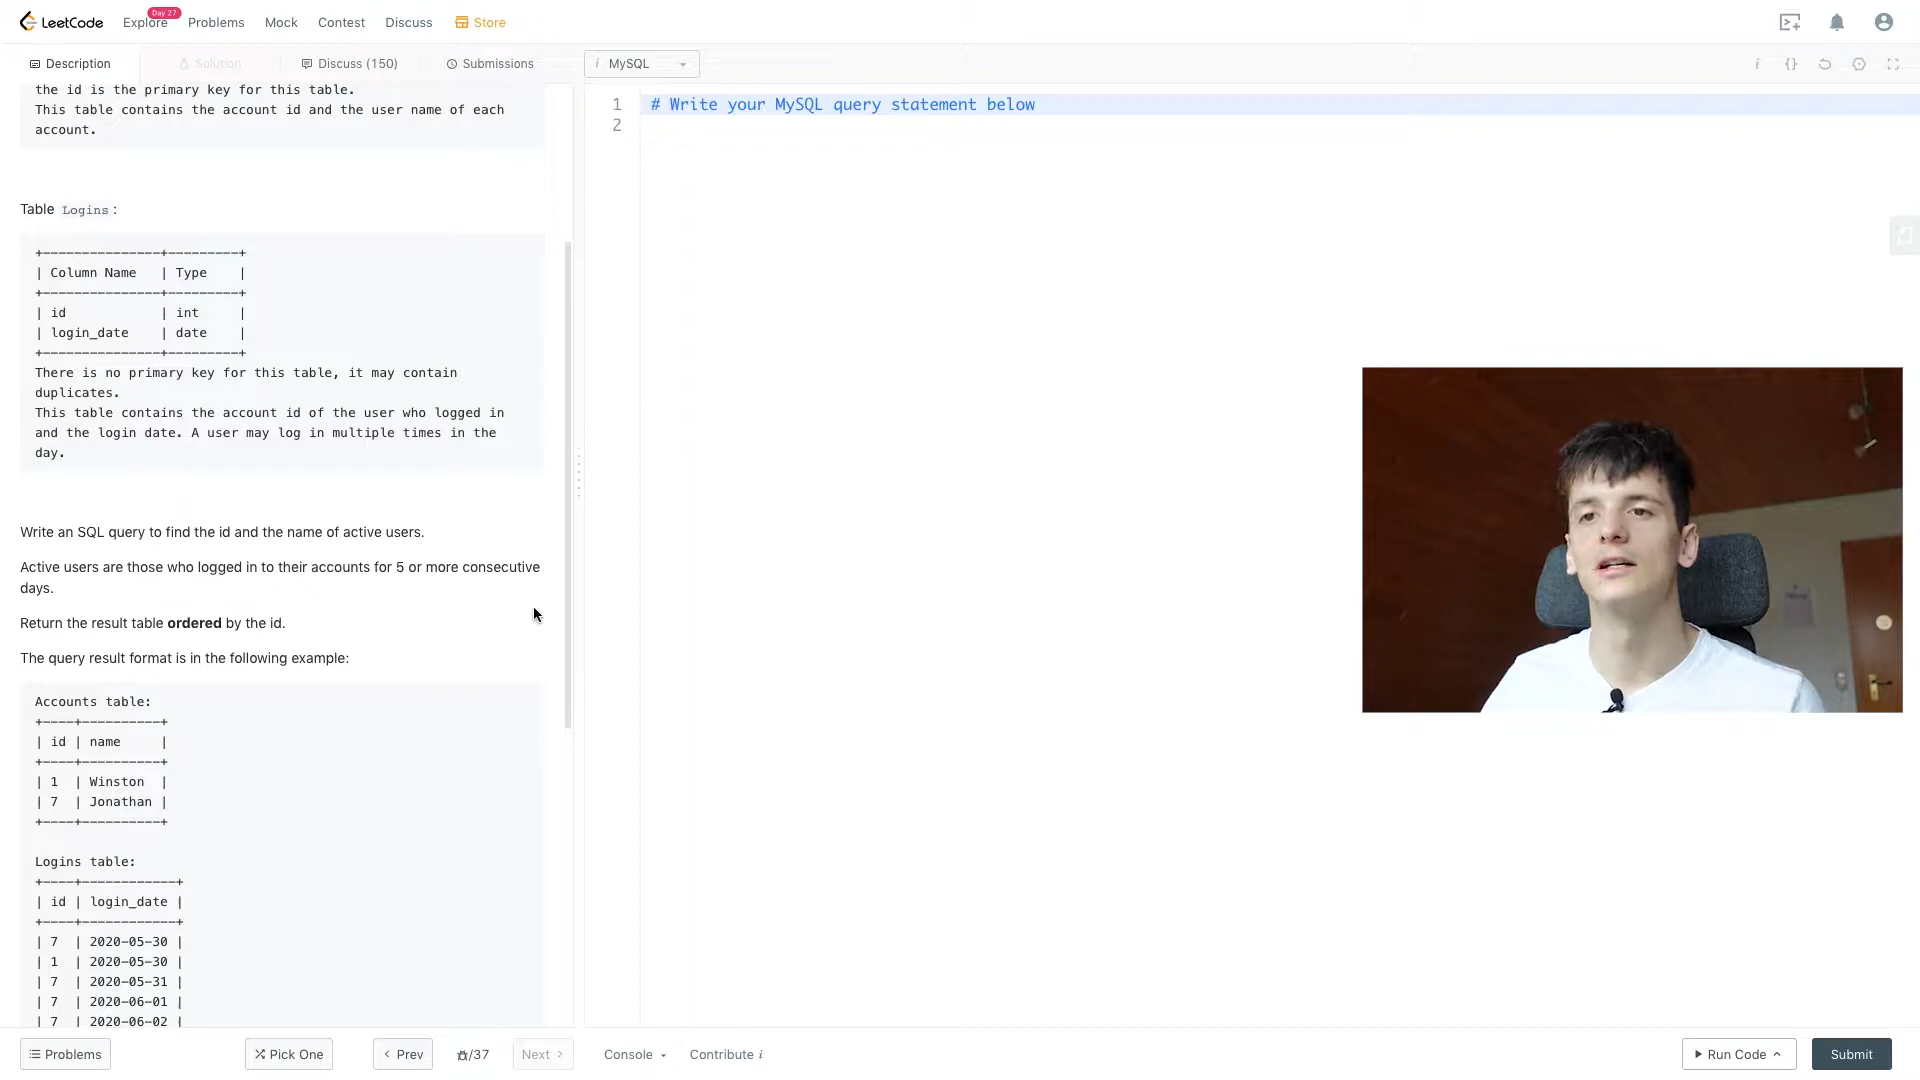 LeetCode
Explore
Day 27
Problems
Mock
Contest
Discuss
Store
Description
Solution
Discuss (150)
Submissions
i MySQL
i {}
the id is the primary key for this table.
This table contains the account id and the user name of each
account.
Table Logins :
+---------------+---------+
| Column Name   | Type    |
+---------------+---------+
| id            | int     |
| login_date    | date    |
+---------------+---------+
There is no primary key for this table, it may contain
duplicates.
This table contains the account id of the user who logged in
and the login date. A user may log in multiple times in the
day.
Write an SQL query to find the id and the name of active users.
Active users are those who logged in to their accounts for 5 or more consecutive
days.
Return the result table ordered by the id.
The query result format is in the following example:
Accounts table:
+----+----------+
| id | name     |
+----+----------+
| 1  | Winston  |
| 7  | Jonathan |
+----+----------+
Logins table:
+----+------------+
| id | login_date |
+----+------------+
| 7  | 2020-05-30 |
| 1  | 2020-05-30 |
| 7  | 2020-05-31 |
| 7  | 2020-06-01 |
| 7  | 2020-06-02 |
1 # Write your MySQL query statement below
2
Problems
Pick One
Prev
/37
Next
Console
Contribute i
Run Code
Submit